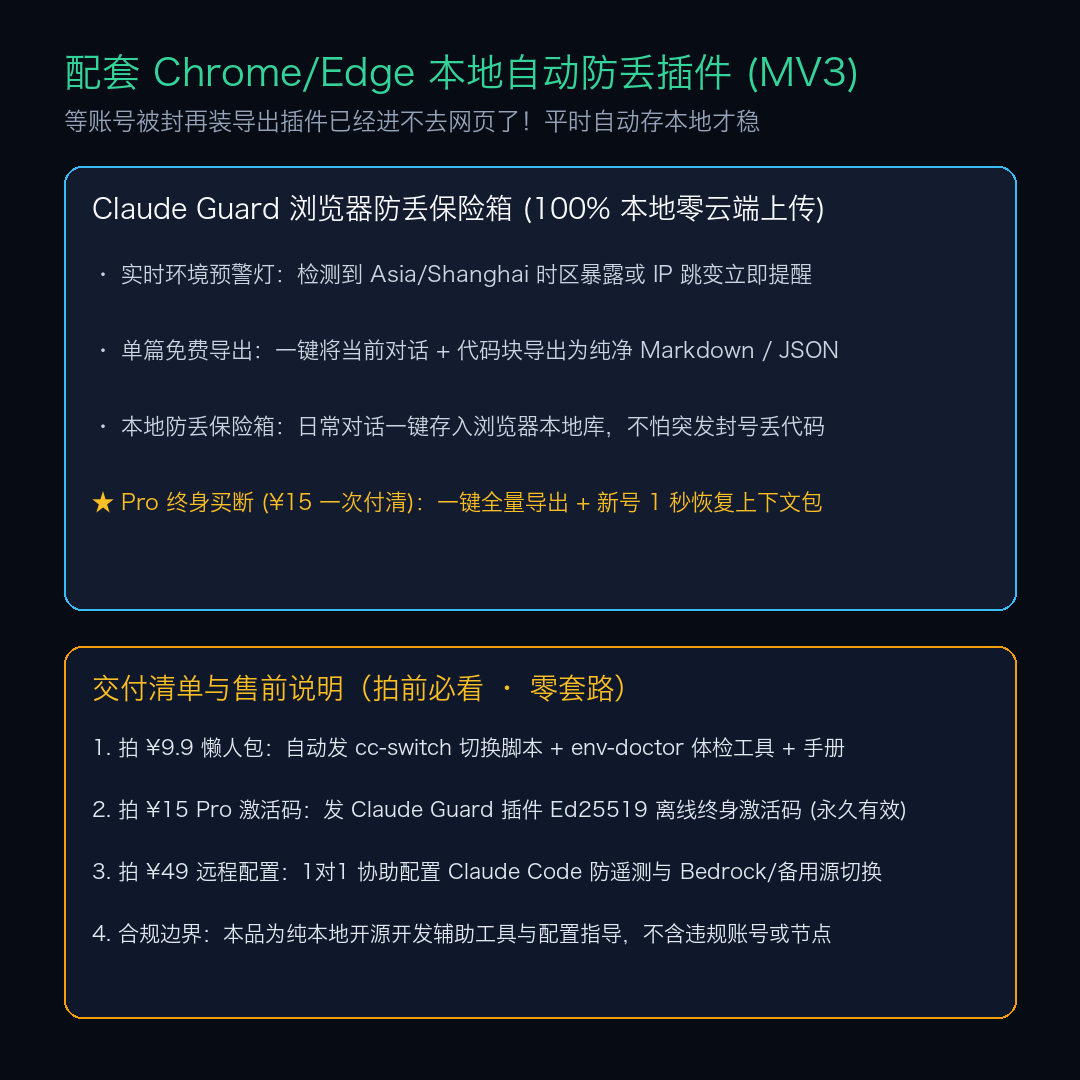 配套 Chrome/Edge 本地自动防丢插件 (MV3)
等账号被封再装导出插件已经进不去网页了！平时自动存本地才稳
Claude Guard 浏览器防丢保险箱 (100% 本地零云端上传)
· 实时环境预警灯：检测到 Asia/Shanghai 时区暴露或 IP 跳变立即提醒
· 单篇免费导出：一键将当前对话 + 代码块导出为纯净 Markdown / JSON
· 本地防丢保险箱：日常对话一键存入浏览器本地库，不怕突发封号丢代码
★ Pro 终身买断 (¥15 一次付清)：一键全量导出 + 新号 1 秒恢复上下文包
交付清单与售前说明（拍前必看 · 零套路）
1. 拍 ¥9.9 懒人包：自动发 cc-switch 切换脚本 + env-doctor 体检工具 + 手册
2. 拍 ¥15 Pro 激活码：发 Claude Guard 插件 Ed25519 离线终身激活码 (永久有效)
3. 拍 ¥49 远程配置：1对1 协助配置 Claude Code 防遥测与 Bedrock/备用源切换
4. 合规边界：本品为纯本地开源开发辅助工具与配置指导，不含违规账号或节点